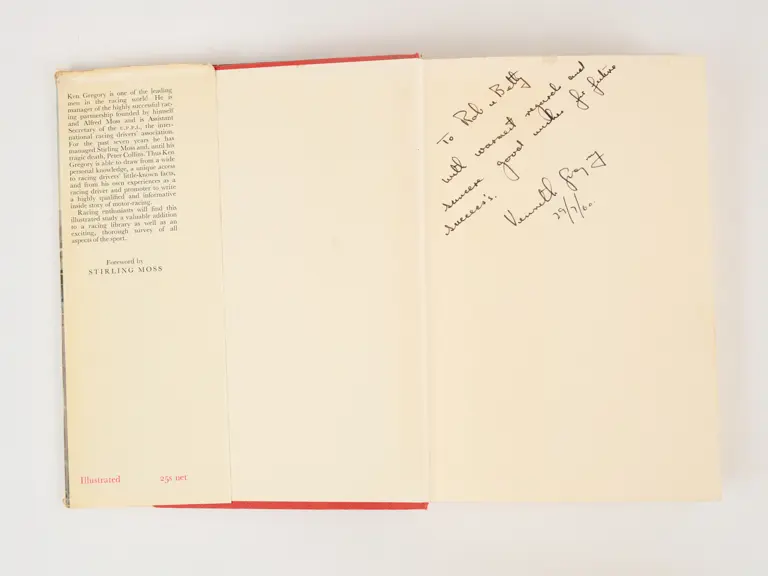 Ken Gregory is one of the leading
men in the racing world. He is
manager of the highly successful rac-
ing partnership founded by himself
and Alfred Moss and is Assistant
Secretary of the U.P.P.I., the inter-
national racing drivers' association.
For the past seven years he has
managed Stirling Moss and, until his
tragic death, Peter Collins. Thus Ken
Gregory is able to draw from a wide
personal knowledge, a unique access
to racing drivers' little-known facts,
and from his own experiences as a
racing driver and promoter to write
a highly qualified and informative
inside story of motor-racing.
Racing enthusiasts will find this
illustrated study a valuable addition
to a racing library as well as an
exciting, thorough survey of all
aspects of the sport.
Foreword by
STIRLING MOSS
Illustrated 25s net
To Rob & Betty
with warmest regards and
sincere good wishes for future
success.
Kenneth Gregory
29/7/60.